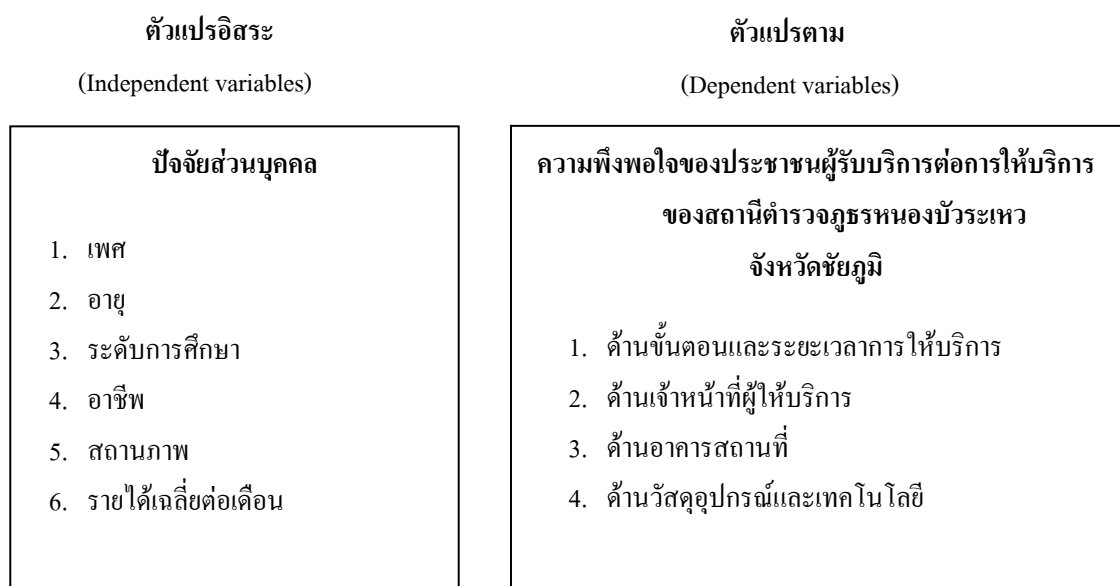 ตัวแปรอิสระ
(Independent variables)
ปัจจัยส่วนบุคคล
1. เพศ
2. อายุ
3. ระดับการศึกษา
4. อาชีพ
5. สถานภาพ
6. รายได้เฉลี่ยต่อเดือน
ตัวแปรตาม
(Dependent variables)
ความพึงพอใจของประชาชนผู้รับบริการต่อการให้บริการ
ของสถานีตำรวจภูธรหนองบัวระเหว
จังหวัดชัยภูมิ
1. ด้านขั้นตอนและระยะเวลาการให้บริการ
2. ด้านเจ้าหน้าที่ผู้ให้บริการ
3. ด้านอาคารสถานที่
4. ด้านวัสดุอุปกรณ์และเทคโนโลยี